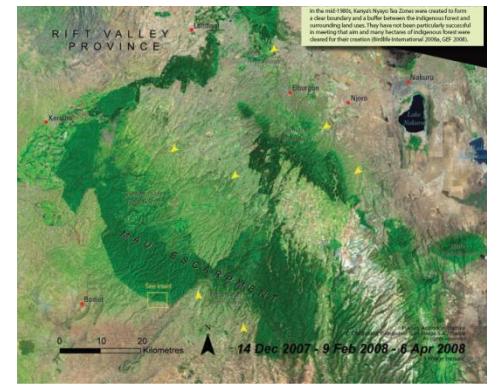 In the mid-1980s, Kenya's Nyayo Tea Zones were created to form
a clear boundary and a buffer between the indigenous forest and
surrounding land uses. They have not been particularly successful
in meeting that aim and many hectares of indigenous forest were
cleared for their creation (BirdLife International 2008a, GEF 2008).
RIFT VALLEY
PROVINCE
Londiani
Elburgon
Njoro
Nakuru
Lake
Nakuru
Kericho
MAU ESCARPMENT
See insert
Bomet
N
0 10 20
Kilometres
14 Dec 2007 - 9 Feb 2008 - 6 Apr 2008